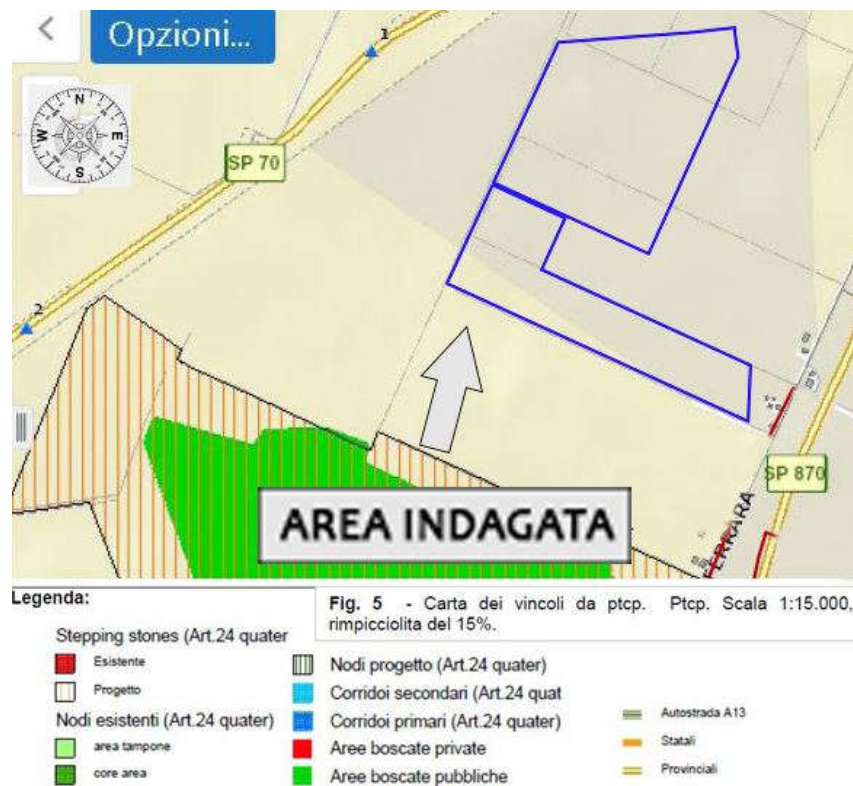 Opzioni...
1
N
W E
S
SP 70
2
SP 870
FERRARA
AREA INDAGATA
Legenda:
Fig. 5 - Carta dei vincoli da ptcp. Ptcp. Scala 1:15.000,
rimpicciolita del 15%.
Stepping stones (Art.24 quater
Esistente
Progetto
Nodi esistenti (Art.24 quater)
area tampone
core area
Nodi progetto (Art.24 quater)
Corridoi secondari (Art.24 quat
Corridoi primari (Art.24 quater)
Aree boscate private
Aree boscate pubbliche
Autostrada A13
Statali
Provinciali